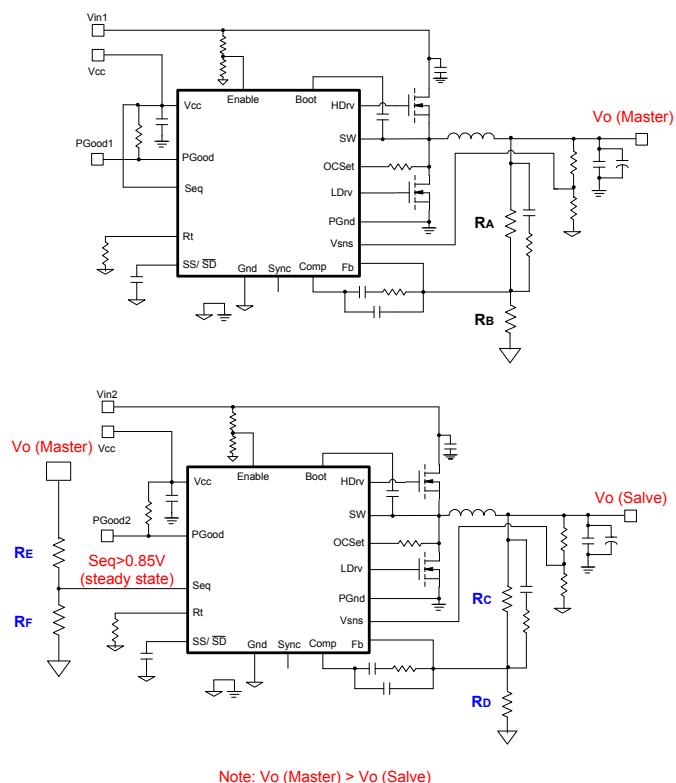 Vin1
Vcc
Enable
Boot
Vcc
HDrv
Vo (Master)
SW
PGood1
PGood
OCSet
Seq
LDrv
PGnd
RA
Rt
Vsns
SS/ SD
Gnd
Sync
Comp
Fb
RB
Vin2
Vo (Master)
Vcc
Enable
Boot
Vcc
HDrv
Vo (Salve)
SW
PGood2
PGood
RE
OCSet
Seq>0.85V
(steady state)
LDrv
Seq
RC
PGnd
RF
Rt
Vsns
SS/ SD
Gnd
Sync
Comp
Fb
RD
Note: Vo (Master) > Vo (Salve)